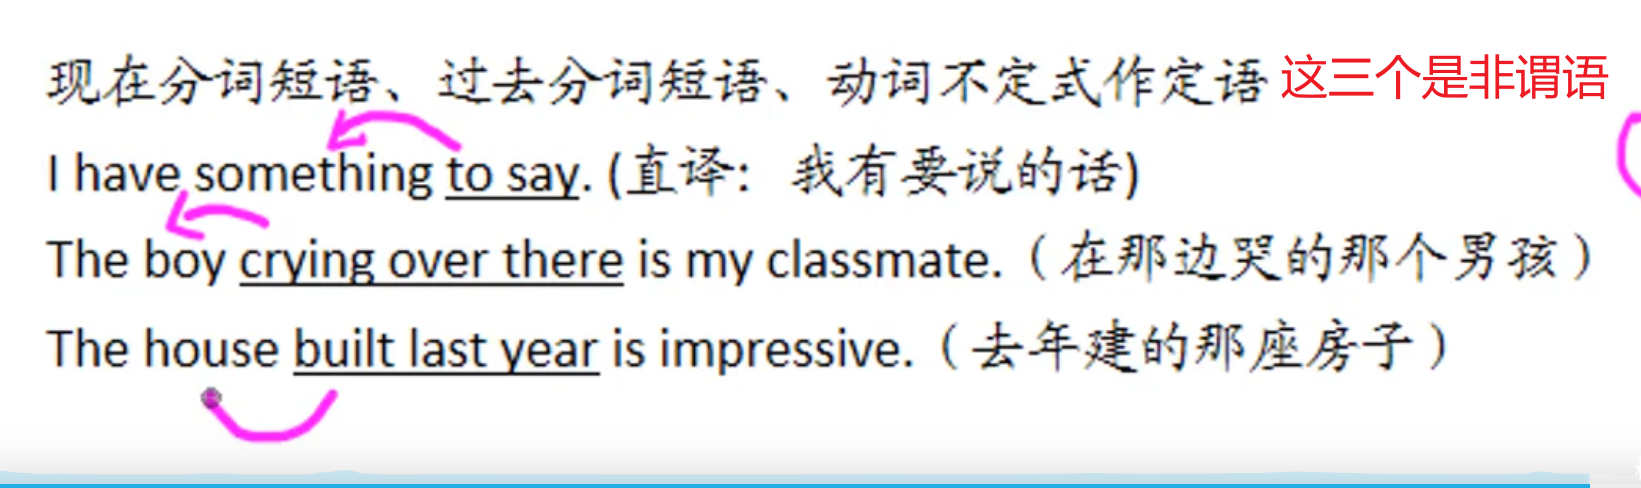 现在分词短语、过去分词短语、动词不定式作定语 这三个是非谓语
I have something to say. (直译: 我有要说的话)
The boy crying over there is my classmate.（在那边哭的那个男孩）
The house built last year is impressive.（去年建的那座房子）